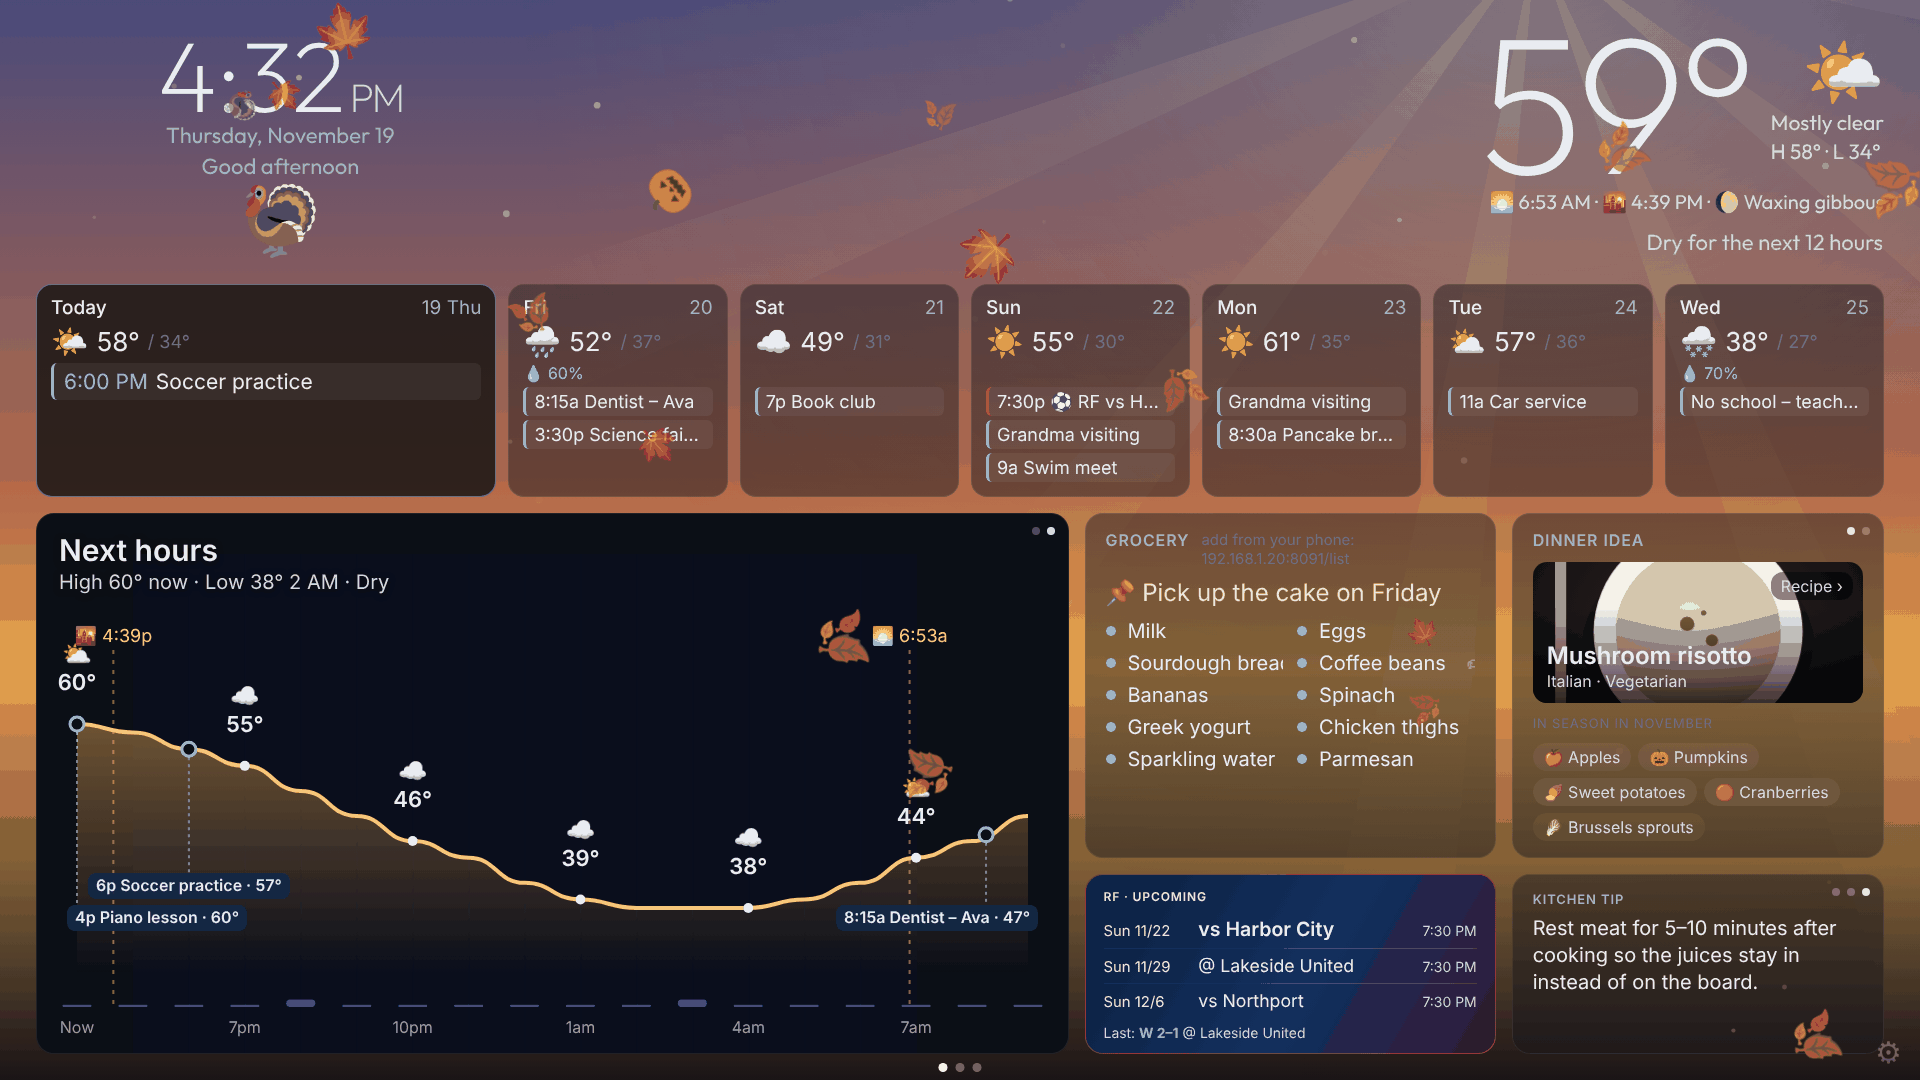 4:32 PM
Thursday, November 19
Good afternoon
59°
Mostly clear
H 58° · L 34°
6:53 AM · 4:39 PM · Waxing gibbou
Dry for the next 12 hours
Today 19 Thu
58° / 34°
6:00 PM Soccer practice
Fri 20
52° / 37°
60%
8:15a Dentist – Ava
3:30p Science fai...
Sat 21
49° / 31°
7p Book club
Sun 22
55° / 30°
7:30p RF vs H...
Grandma visiting
9a Swim meet
Mon 23
61° / 35°
Grandma visiting
8:30a Pancake br...
Tue 24
57° / 36°
11a Car service
Wed 25
38° / 27°
70%
No school – teach...
Next hours
High 60° now · Low 38° 2 AM · Dry
4:39p
6:53a
60°
55°
46°
39°
38°
44°
6p Soccer practice · 57°
4p Piano lesson · 60°
8:15a Dentist – Ava · 47°
Now 7pm 10pm 1am 4am 7am
GROCERY add from your phone:
192.168.1.20:8091/list
Pick up the cake on Friday
Milk
Sourdough bread
Bananas
Greek yogurt
Sparkling water
Eggs
Coffee beans
Spinach
Chicken thighs
Parmesan
DINNER IDEA
Recipe ›
Mushroom risotto
Italian · Vegetarian
IN SEASON IN NOVEMBER
Apples
Pumpkins
Sweet potatoes
Cranberries
Brussels sprouts
RF · UPCOMING
Sun 11/22 vs Harbor City 7:30 PM
Sun 11/29 @ Lakeside United 7:30 PM
Sun 12/6 vs Northport 7:30 PM
Last: W 2–1 @ Lakeside United
KITCHEN TIP
Rest meat for 5–10 minutes after
cooking so the juices stay in
instead of on the board.